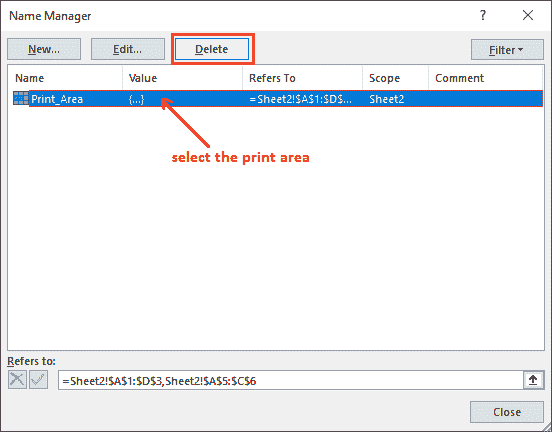 Name Manager ?
New... Edit... Delete Filter
Name Value Refers To Scope Comment
Print_Area {...} =Sheet2!$A$1:$D$... Sheet2
select the print area
Refers to:
=Sheet2!$A$1:$D$3,Sheet2!$A$5:$C$6
Close